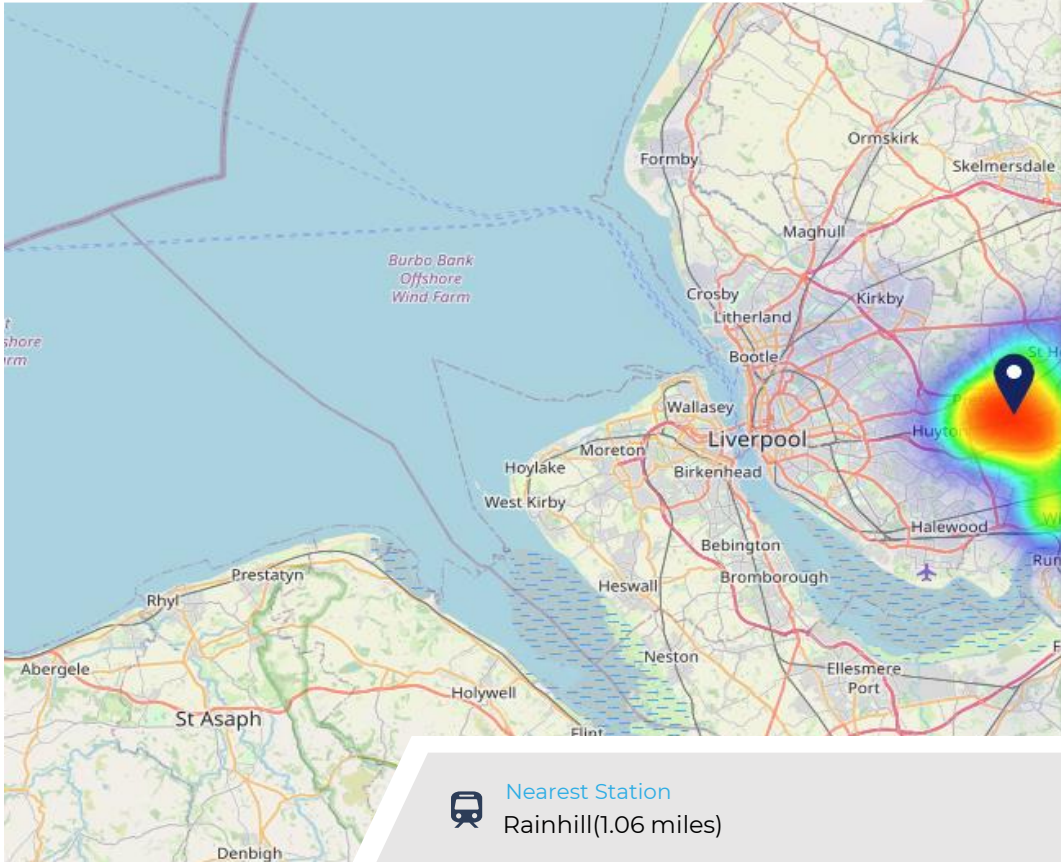 Ormskirk
Formby
Skelmersdale
Maghull
Burbo Bank
Offshore
Wind Farm
Crosby
Kirkby
Litherland
Bootle
Wallasey
Huyton
Liverpool
Moreton
Birkenhead
Hoylake
West Kirby
Halewood
Bebington
Prestatyn
Heswall
Bromborough
Rhyl
Neston
Abergele
Ellesmere
Port
Holywell
St Asaph
Flint
Nearest Station
Rainhill(1.06 miles)
Denbigh